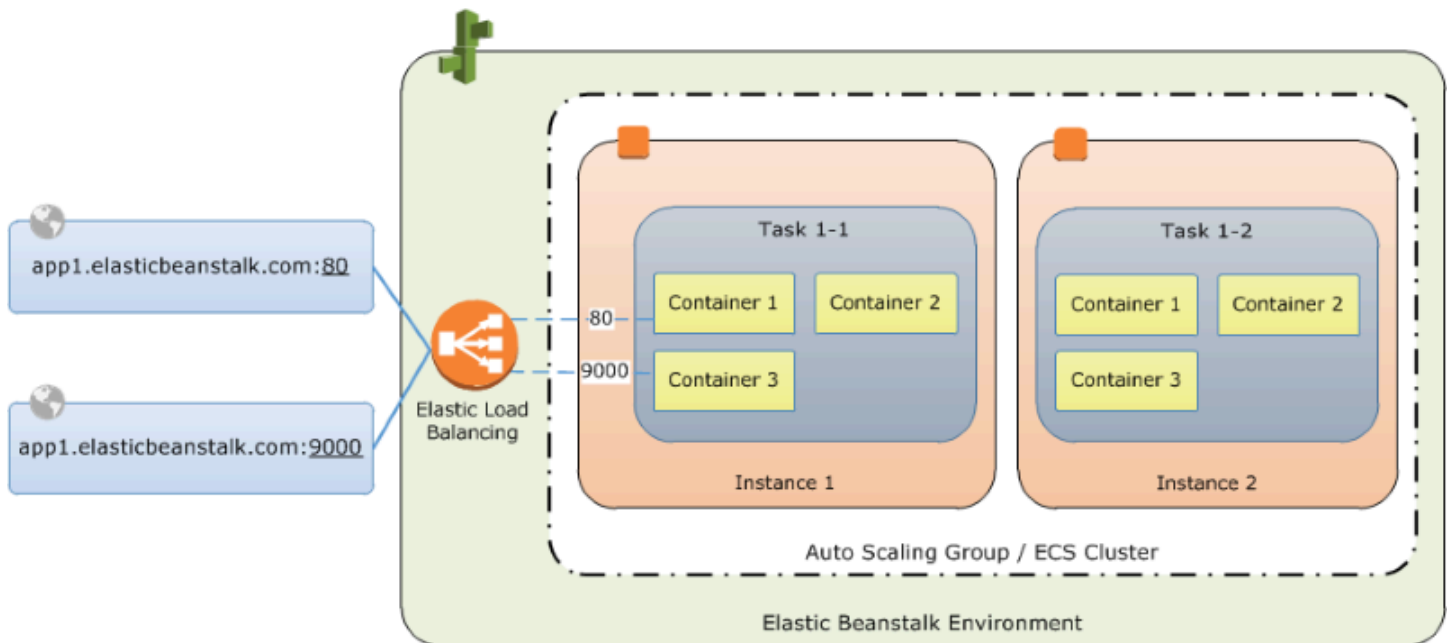 app1.elasticbeanstalk.com:80
app1.elasticbeanstalk.com:9000
Elastic Load
Balancing
80
9000
Task 1-1
Container 1
Container 2
Container 3
Instance 1
Task 1-2
Container 1
Container 2
Container 3
Instance 2
Auto Scaling Group / ECS Cluster
Elastic Beanstalk Environment